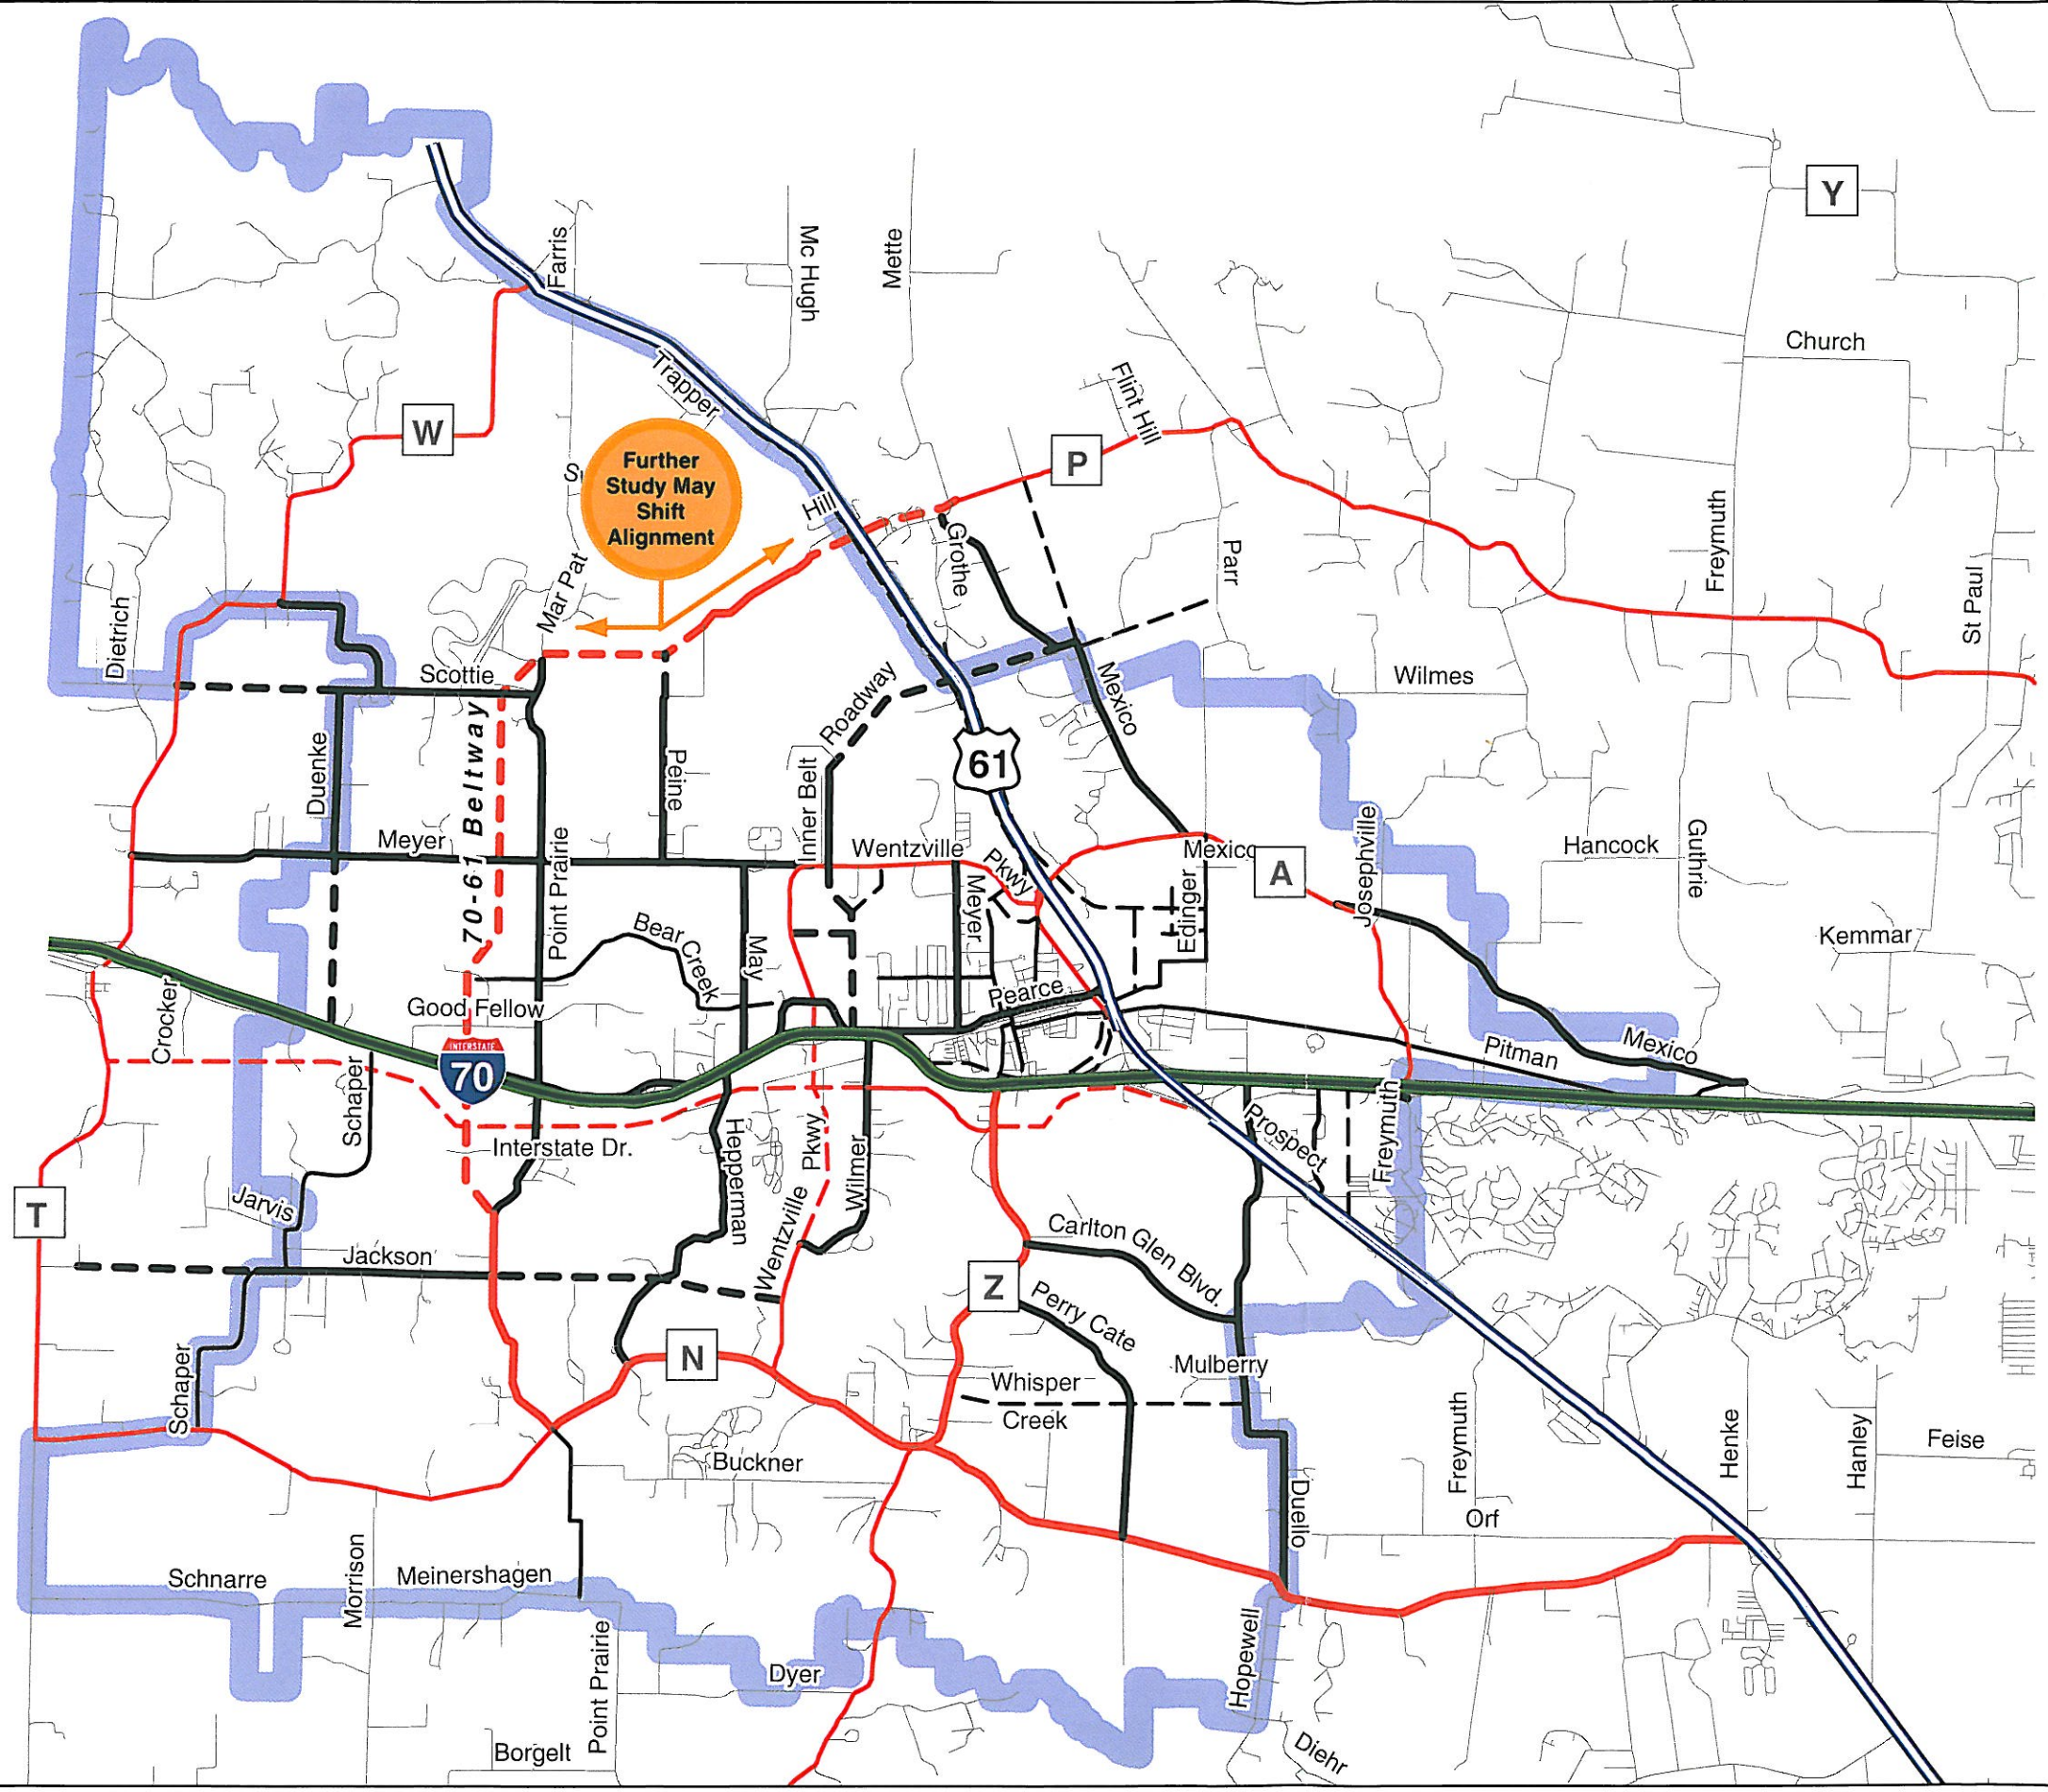 Y
Farris
Mc Hugh
Mette
Church
Trapper
Flint Hill
W
P
Further
Study May
Shift
Alignment
Hill
Freymuth
Grothe
Parr
Mar Pat
St Paul
Dietrich
Scottie
Roadway
Mexico
Wilmes
70-61 Beltway
Duenke
Peine
61
Inner Belt
Meyer
Wentzville
Pkwy
Mexico
Josephville
Hancock
Guthrie
Point Prairie
A
Meyer
Edinger
Bear
Creek
May
Kemmar
Crocker
Good Fellow
Pearce
INTERSTATE
70
Pitman
Mexico
Schaper
Interstate Dr.
Hepperman
Pkwy
Wilmer
Prospect
Freymuth
T
Jarvis
Wentzville
Carlton Glen Blvd.
Jackson
Z
Perry Cate
N
Mulberry
Schaper
Whisper
Creek
Freymuth
Henke
Hanley
Feise
Buckner
Duello
Orf
Schnarre
Morrison
Meinershagen
Point Prairie
Dyer
Hopewell
Borgelt
Diehr